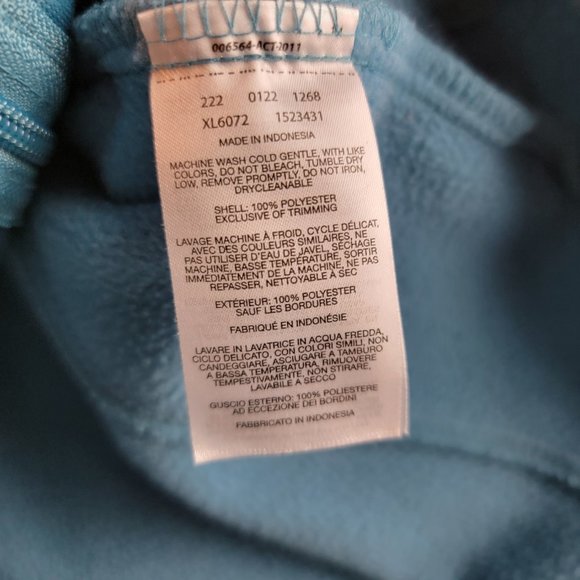 006564-ACT-2011
222 0122 1268
XL6072 1523431
MADE IN INDONESIA
MACHINE WASH COLD GENTLE, WITH LIKE
COLORS, DO NOT BLEACH, TUMBLE DRY
LOW, REMOVE PROMPTLY, DO NOT IRON,
DRYCLEANABLE
SHELL: 100% POLYESTER
EXCLUSIVE OF TRIMMING
LAVAGE MACHINE À FROID, CYCLE DÉLICAT,
AVEC DES COULEURS SIMILAIRES, NE
PAS UTILISER D'EAU DE JAVEL, SÉCHAGE
MACHINE, BASSE TEMPÉRATURE, SORTIR
IMMÉDIATEMENT DE LA MACHINE, NE PAS
REPASSER, NETTOYABLE À SEC
EXTÉRIEUR: 100% POLYESTER
SAUF LES BORDURES
FABRIQUÉ EN INDONÉSIE
LAVARE IN LAVATRICE IN ACQUA FREDDA,
CICLO DELICATO, CON COLORI SIMILI, NON
CANDEGGIARE, ASCIUGARE A TAMBURO
A BASSA TEMPERATURA, RIMUOVERE
TEMPESTIVAMENTE, NON STIRARE,
LAVABILE A SECCO
GUSCIO ESTERNO: 100% POLIESTERE
AD ECCEZIONE DEI BORDINI
FABBRICATO IN INDONESIA